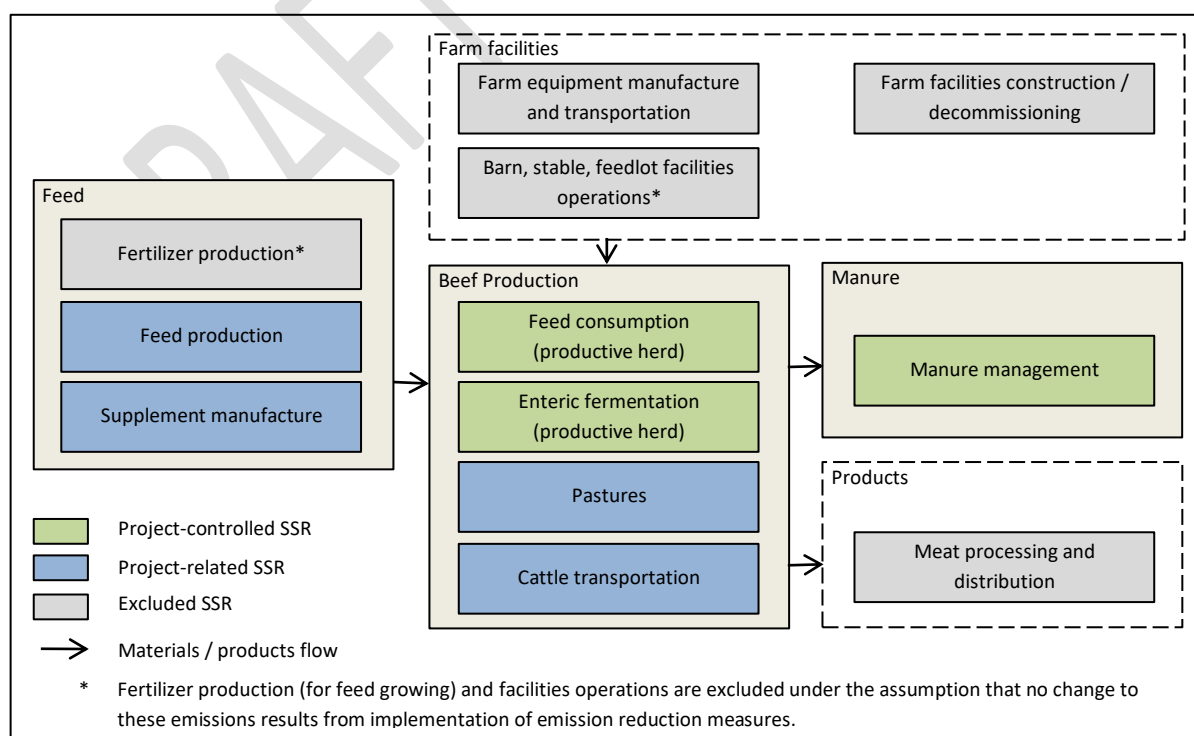 DRAFT
Farm facilities
Farm equipment manufacture
and transportation
Farm facilities construction /
decommissioning
Barn, stable, feedlot facilities
operations*
Feed
Fertilizer production*
Feed production
Supplement manufacture
Beef Production
Feed consumption
(productive herd)
Enteric fermentation
(productive herd)
Pastures
Cattle transportation
Manure
Manure management
Products
Meat processing and
distribution
Project-controlled SSR
Project-related SSR
Excluded SSR
Materials / products flow
* Fertilizer production (for feed growing) and facilities operations are excluded under the assumption that no change to
these emissions results from implementation of emission reduction measures.